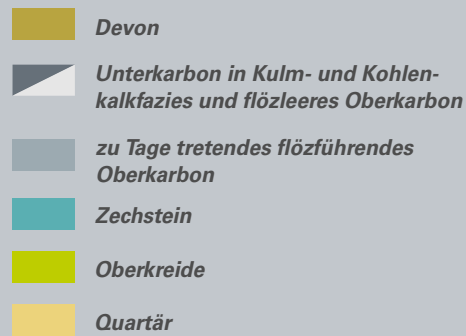 Devon
Unterkarbon in Kulm- und Kohlen-
kalkfazies und flözleeres Oberkarbon
zu Tage tretendes flözführendes
Oberkarbon
Zechstein
Oberkreide
Quartär